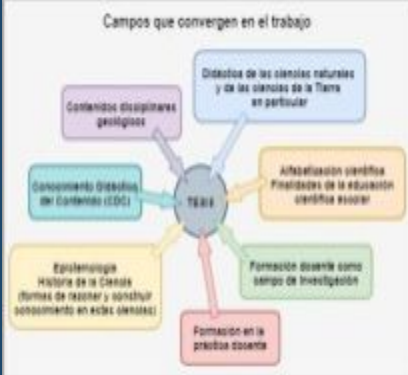 Campos que convergen en el trabajo
Didáctica de las ciencias naturales
y de las ciencias de la Tierra
en particular
Contenidos disciplinares
geológicos
Alfabetización científica
Finalidades de la educación
científica escolar
Conocimiento Didáctico
del Contenido (CDC)
TESIS
Epistemología
Historia de la Ciencia
(formas de razonar y construir
conocimiento en estas ciencias)
Formación docente como
campo de investigación
Formación en la
práctica docente